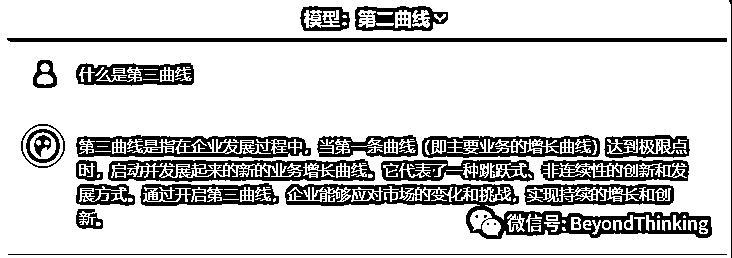 模型：第二曲线
什么是第三曲线
第三曲线是指在企业发展过程中，当第一条曲线（即主要业务的增长曲线）达到极限点
时，启动并发展起来的新的业务增长曲线。它代表了一种跳跃式、非连续性的创新和发
展方式。通过开启第三曲线，企业能够应对市场的变化和挑战，实现持续的增长和创
新。
微信号: BeyondThinking